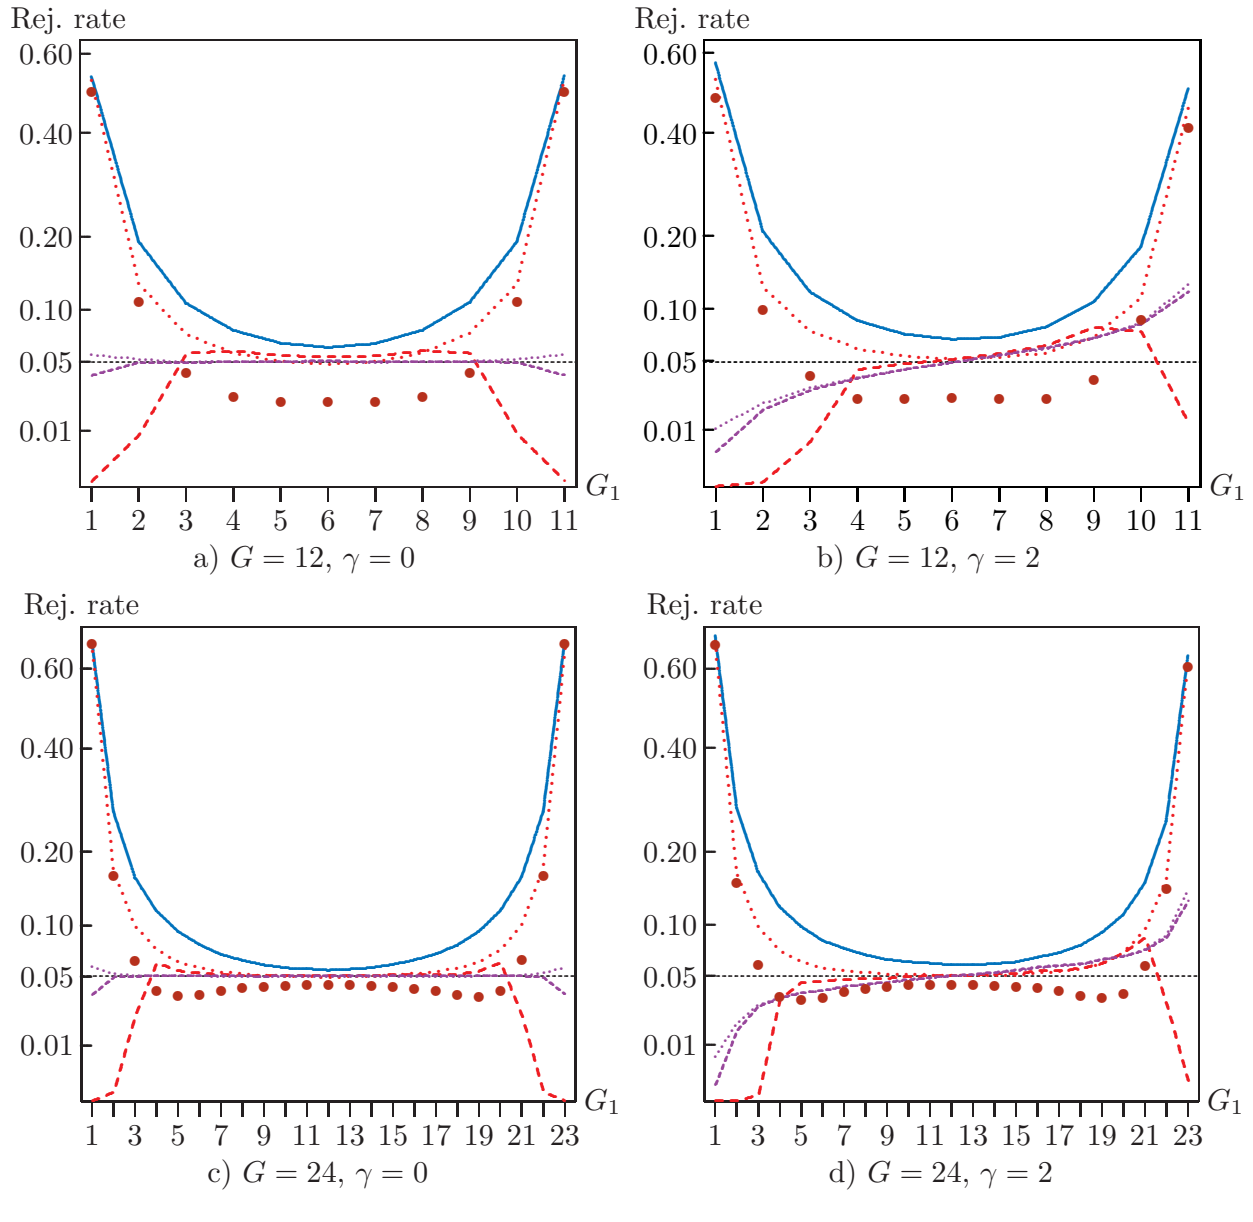 Rej. rate
0.60
0.40
0.20
0.10
0.05
0.01
G₁
1 2 3 4 5 6 7 8 9 10 11
a) G = 12, γ = 0
Rej. rate
0.60
0.40
0.20
0.10
0.05
0.01
G₁
1 2 3 4 5 6 7 8 9 10 11
b) G = 12, γ = 2
Rej. rate
0.60
0.40
0.20
0.10
0.05
0.01
G₁
1 3 5 7 9 11 13 15 17 19 21 23
c) G = 24, γ = 0
Rej. rate
0.60
0.40
0.20
0.10
0.05
0.01
G₁
1 3 5 7 9 11 13 15 17 19 21 23
d) G = 24, γ = 2